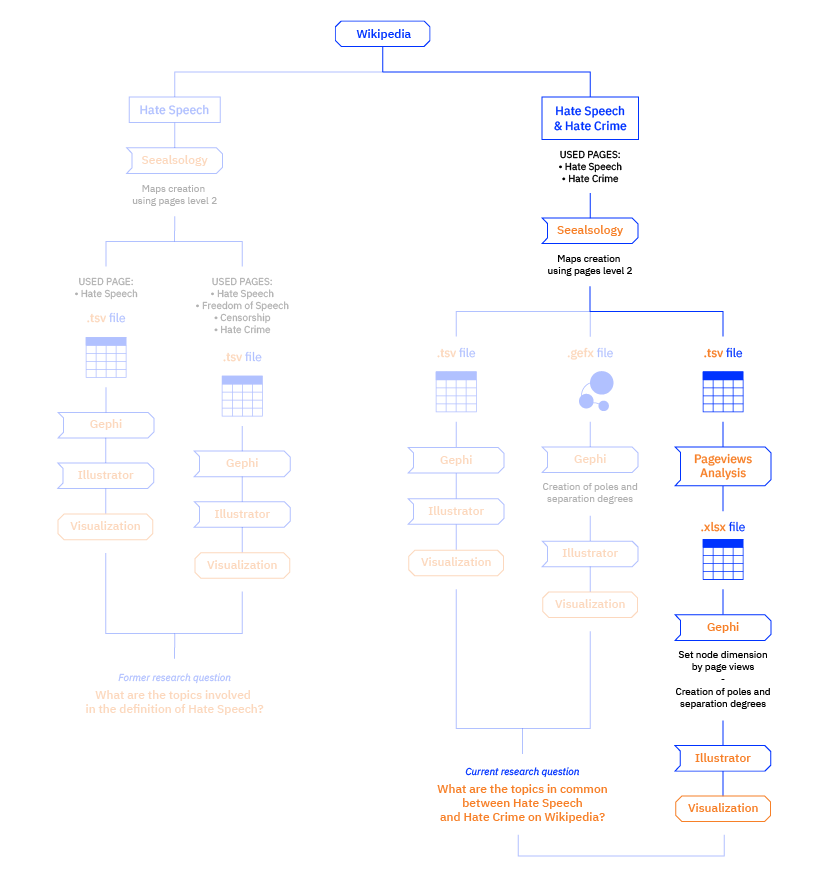 Wikipedia
Hate Speech
Seealsology
Maps creation
using pages level 2
USED PAGE:
• Hate Speech
.tsv file
Gephi
Illustrator
Visualization
USED PAGES:
• Hate Speech
• Freedom of Speech
• Censorship
• Hate Crime
.tsv file
Gephi
Illustrator
Visualization
Former research question
What are the topics involved
in the definition of Hate Speech?
Hate Speech
& Hate Crime
USED PAGES:
• Hate Speech
• Hate Crime
Seealsology
Maps creation
using pages level 2
.tsv file
Gephi
Illustrator
Visualization
.gefx file
Gephi
Creation of poles and
separation degrees
Illustrator
Visualization
.tsv file
Pageviews
Analysis
.xlsx file
Gephi
Set node dimension
by page views
-
Creation of poles and
separation degrees
Illustrator
Visualization
Current research question
What are the topics in common
between Hate Speech
and Hate Crime on Wikipedia?